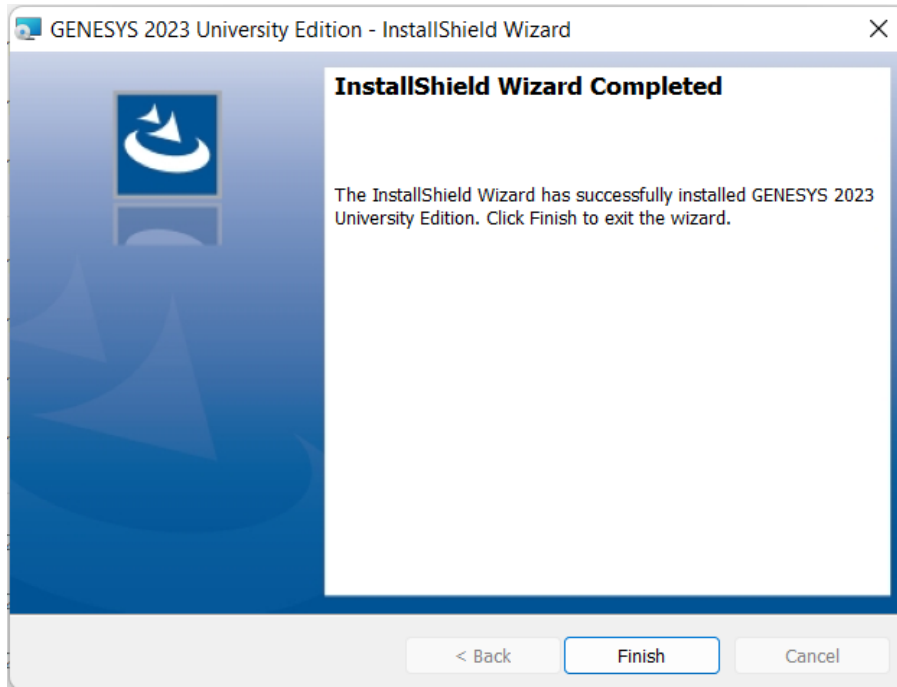 GENESYS 2023 University Edition - InstallShield Wizard
InstallShield Wizard Completed
The InstallShield Wizard has successfully installed GENESYS 2023
University Edition. Click Finish to exit the wizard.
< Back
Finish
Cancel